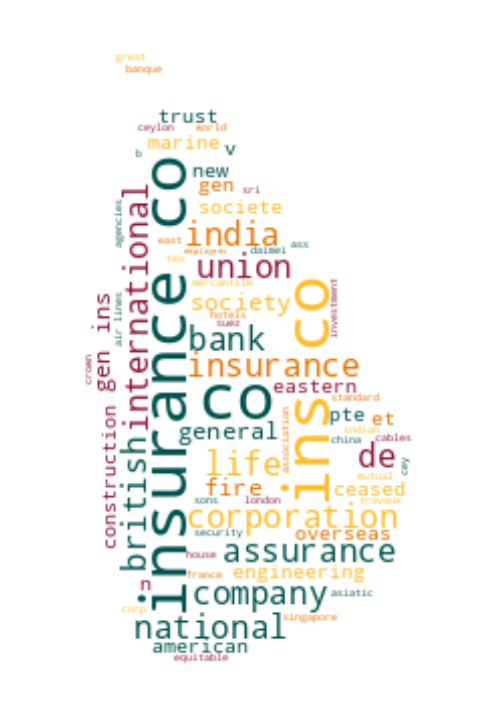 great
banque
trust
ceylon world
marine
b v
insurance co
new
gen
sri
international
agencies
societe
india
east
employees
daimei
ass
tea
union
mercantile
ins co
investment
air lines
gen ins
society
hotels
suez
bank
crown
insurance
co
eastern
standard
construction
british
general
association
pte et
indian
china
cables
life
de
cey
mutual
fire
ceased
sons
london
travaux
corporation
security
overseas
house
assurance
n
france
engineering
company
asiatic
corp
national
singapore
american
equitable